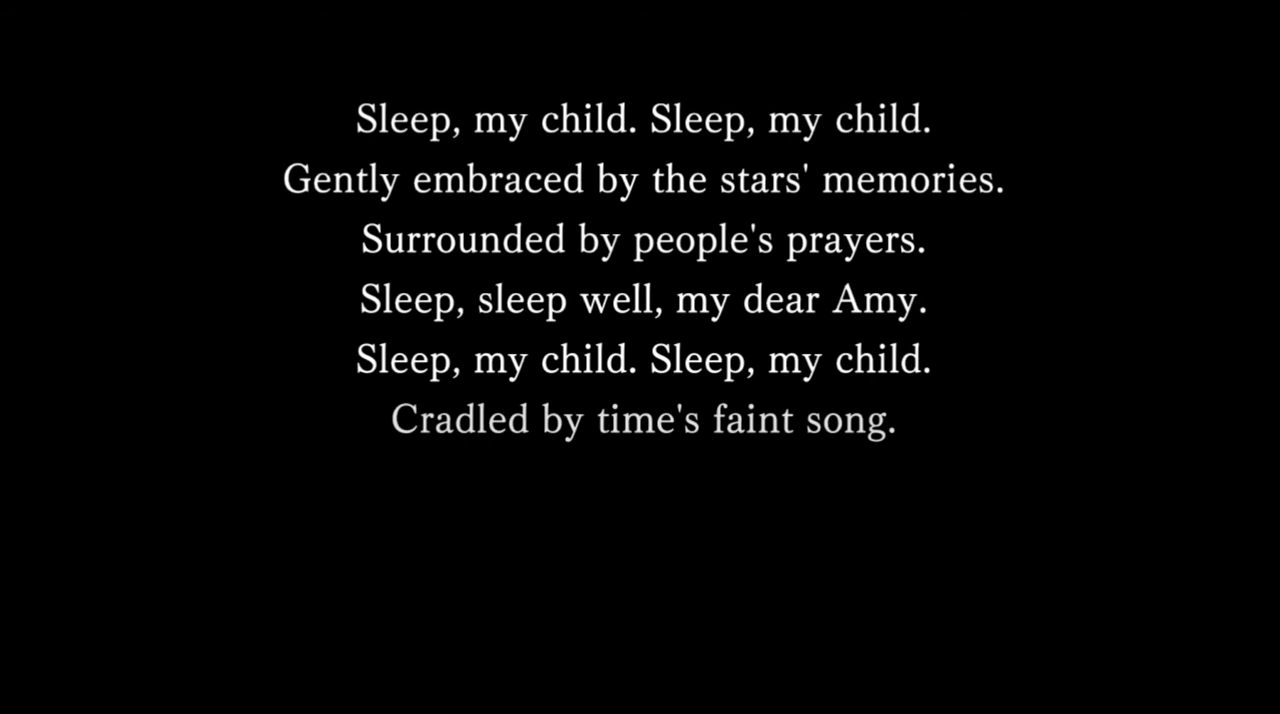 Sleep, my child. Sleep, my child.
Gently embraced by the stars' memories.
Surrounded by people's prayers.
Sleep, sleep well, my dear Amy.
Sleep, my child. Sleep, my child.
Cradled by time's faint song.